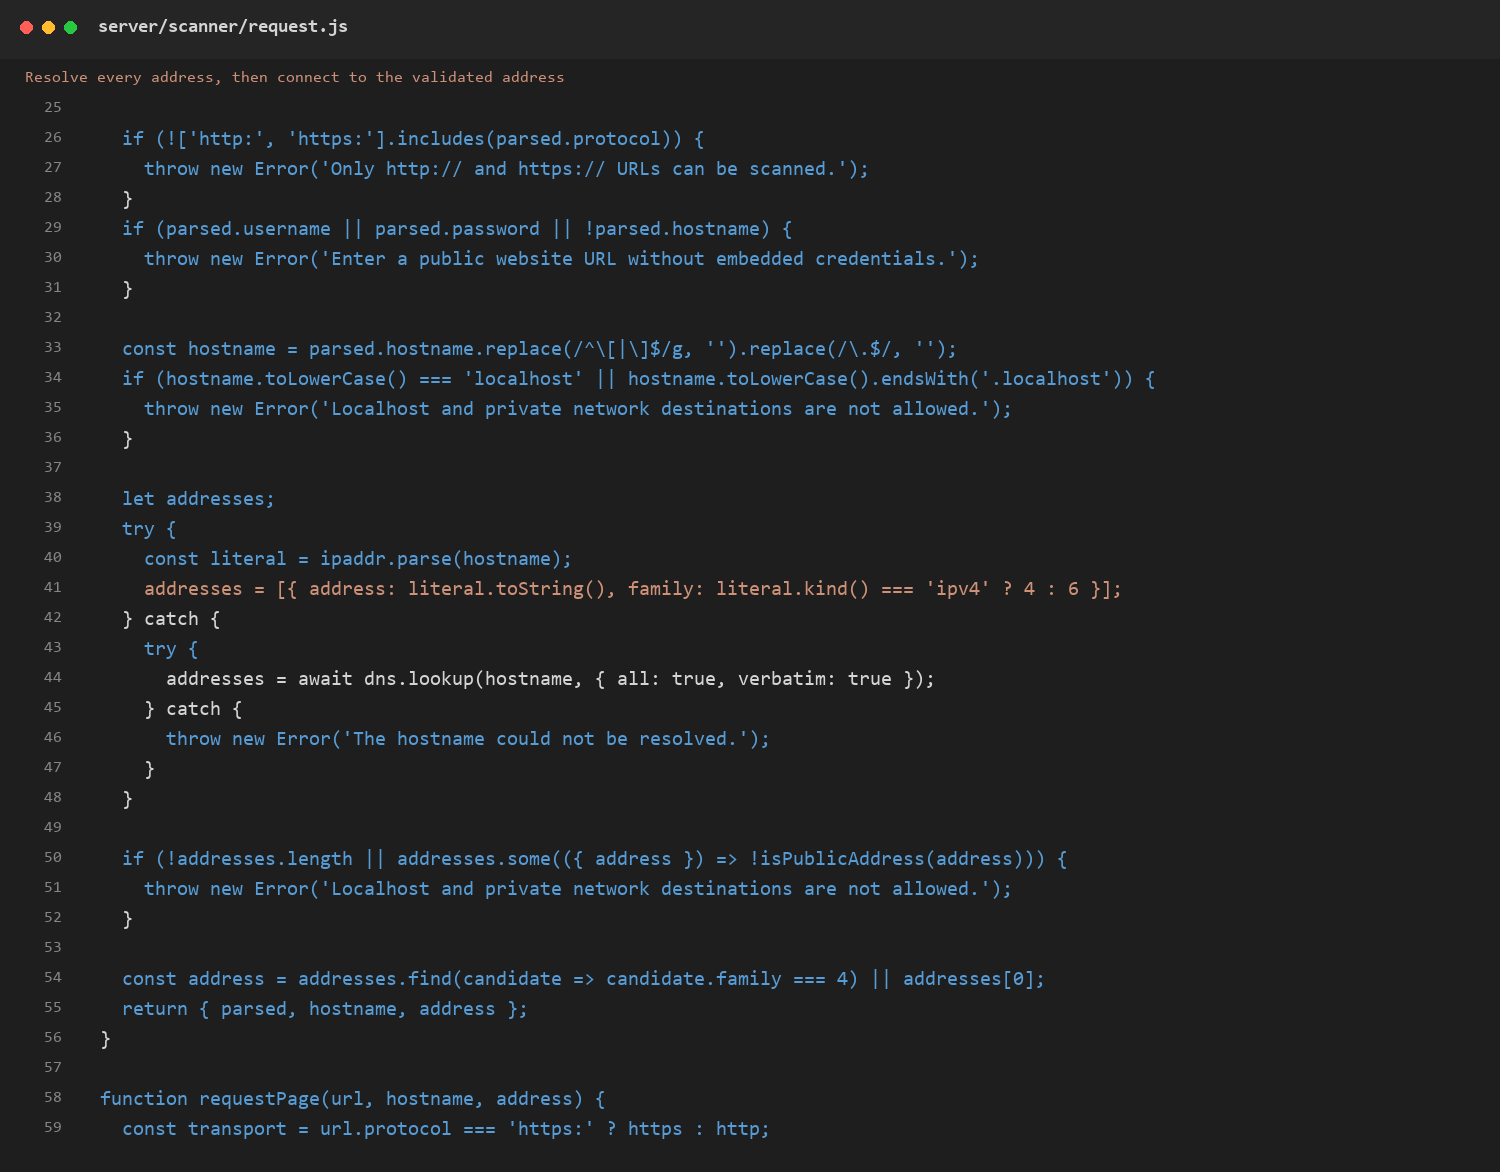 server/scanner/request.js
Resolve every address, then connect to the validated address
25
26 if (!['http:', 'https:'].includes(parsed.protocol)) {
27 throw new Error('Only http:// and https:// URLs can be scanned.');
28 }
29 if (parsed.username || parsed.password || !parsed.hostname) {
30 throw new Error('Enter a public website URL without embedded credentials.');
31 }
32
33 const hostname = parsed.hostname.replace(/^\[|\]$/g, '').replace(/\.$/, '');
34 if (hostname.toLowerCase() === 'localhost' || hostname.toLowerCase().endsWith('.localhost')) {
35 throw new Error('Localhost and private network destinations are not allowed.');
36 }
37
38 let addresses;
39 try {
40 const literal = ipaddr.parse(hostname);
41 addresses = [{ address: literal.toString(), family: literal.kind() === 'ipv4' ? 4 : 6 }];
42 } catch {
43 try {
44 addresses = await dns.lookup(hostname, { all: true, verbatim: true });
45 } catch {
46 throw new Error('The hostname could not be resolved.');
47 }
48 }
49
50 if (!addresses.length || addresses.some(({ address }) => !isPublicAddress(address))) {
51 throw new Error('Localhost and private network destinations are not allowed.');
52 }
53
54 const address = addresses.find(candidate => candidate.family === 4) || addresses[0];
55 return { parsed, hostname, address };
56 }
57
58 function requestPage(url, hostname, address) {
59 const transport = url.protocol === 'https:' ? https : http;